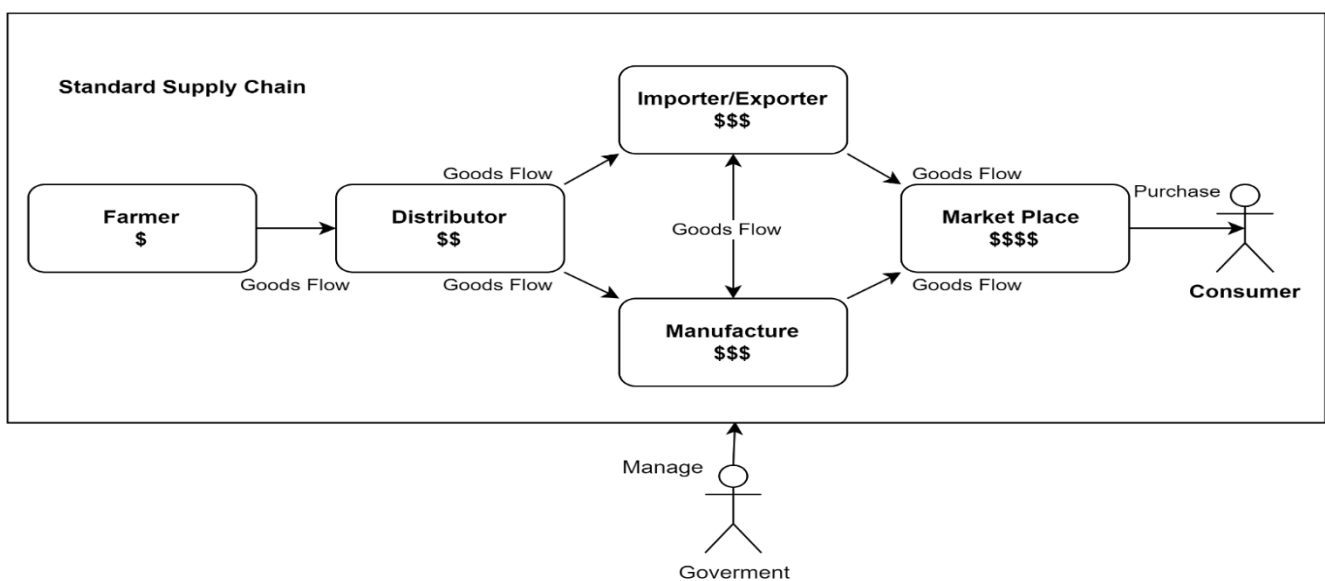 Standard Supply Chain
Importer/Exporter
$$$
Goods Flow
Goods Flow
Purchase
Farmer
$
Distributor
$$
Goods Flow
Market Place
$$$$
Goods Flow
Goods Flow
Goods Flow
Consumer
Manufacture
$$$
Manage
Goverment